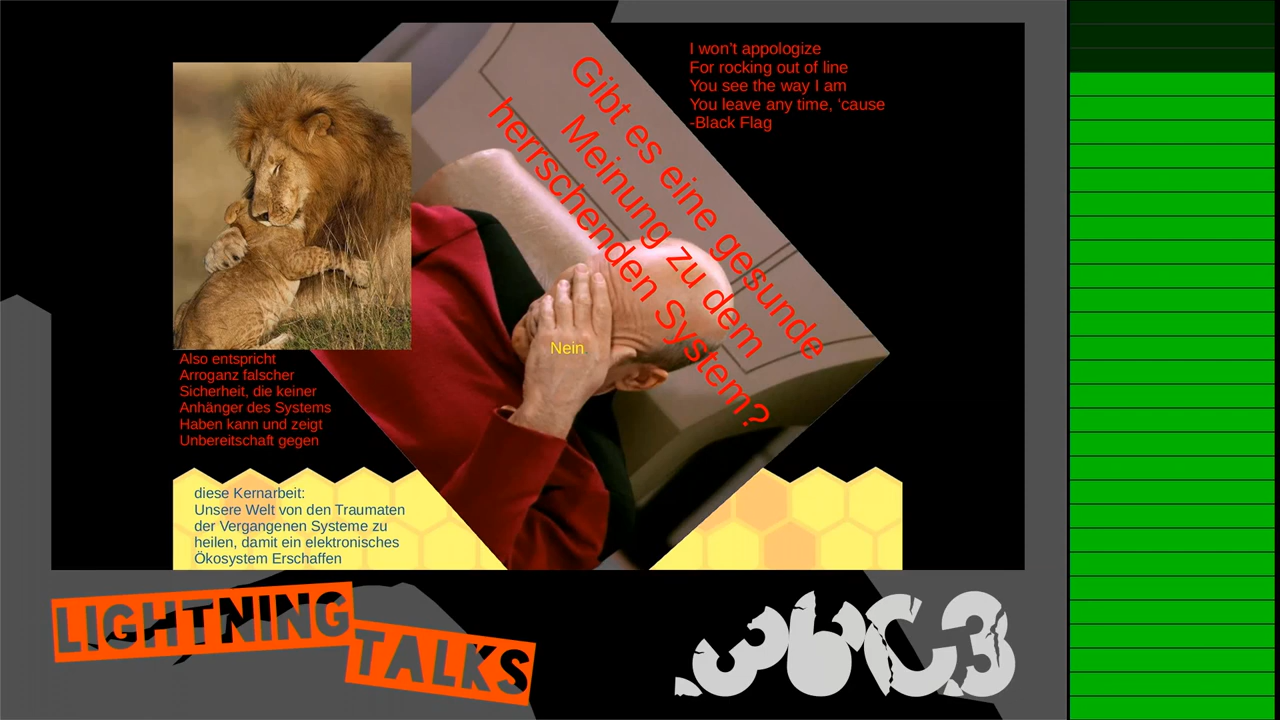 I won't appologize
For rocking out of line
You see the way I am
You leave any time, 'cause
-Black Flag
Gibt es eine gesunde
Meinung zu dem
herrschenden System?
Nein
Also entspricht
Arroganz falscher
Sicherheit, die keiner
Anhänger des Systems
Haben kann und zeigt
Unbereitschaft gegen
diese Kernarbeit:
Unsere Welt von den Traumaten
der Vergangenen Systeme zu
heilen, damit ein elektronisches
Ökosystem Erschaffen
LIGHTNING
TALKS
36C3